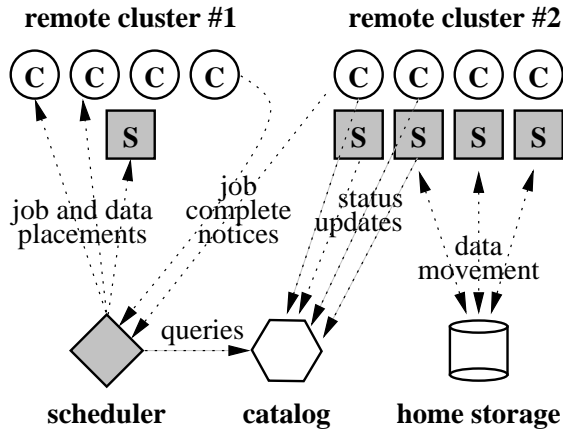 remote cluster #1 remote cluster #2
C C C C C C C C
S S S S S
job and data
placements
job
complete
notices
status
updates
data
movement
queries
scheduler catalog home storage